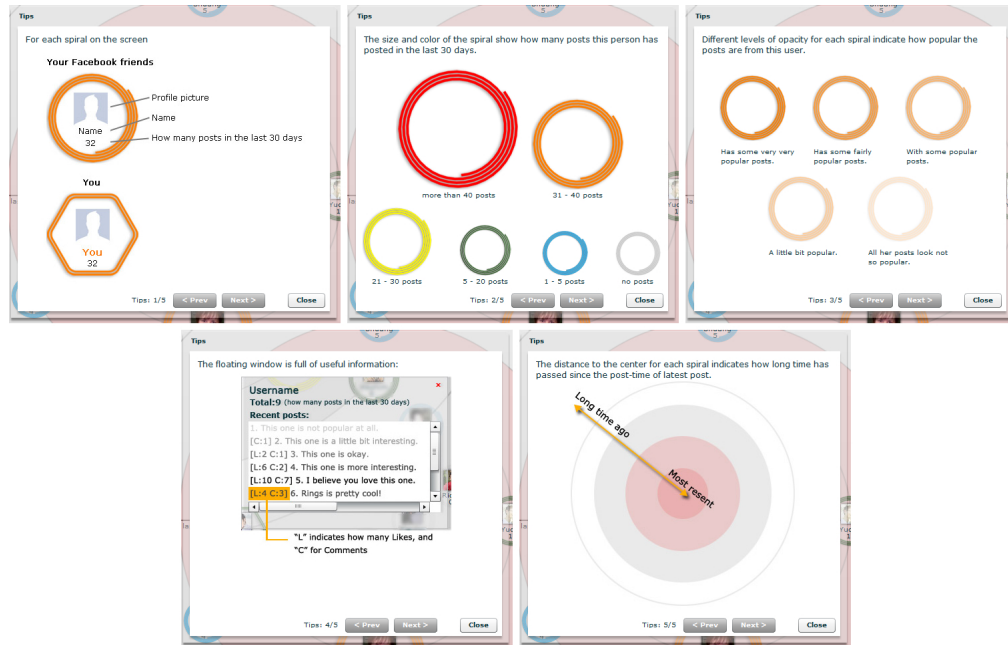 Tips
For each spiral on the screen
Your Facebook friends
Profile picture
Name
Name
32
How many posts in the last 30 days
You
You
32
Tips: 1/5
< Prev
Next >
Close
Tips
The size and color of the spiral show how many posts this person has
posted in the last 30 days.
more than 40 posts
31 - 40 posts
21 - 30 posts
5 - 20 posts
1 - 5 posts
no posts
Tips: 2/5
< Prev
Next >
Close
Tips
Different levels of opacity for each spiral indicate how popular the
posts are from this user.
Has some very very
popular posts.
Has some fairly
popular posts.
With some popular
posts.
A little bit popular.
All her posts look not
so popular.
Tips: 3/5
< Prev
Next >
Close
Tips
The floating window is full of useful information:
Username
Total:9 (how many posts in the last 30 days)
Recent posts:
1. This one is not popular at all.
[C:1] 2. This one is a little bit interesting.
[L:2 C:1] 3. This one is okay.
[L:6 C:2] 4. This one is more interesting.
[L:10 C:7] 5. I believe you love this one.
[L:4 C:3] 6. Rings is pretty cool!
"L" indicates how many Likes, and
"C" for Comments
Tips: 4/5
< Prev
Next >
Close
Tips
The distance to the center for each spiral indicates how long time has
passed since the post-time of latest post.
Long time ago
Most resent
Tips: 5/5
< Prev
Next >
Close